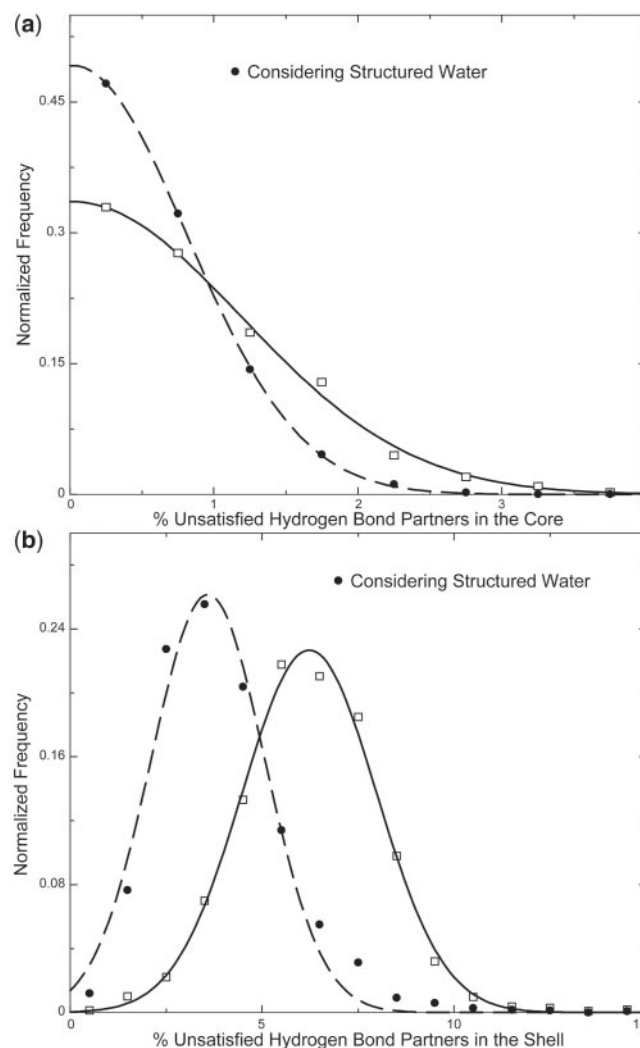 (a)
● Considering Structured Water
0.45
0.3
0.15
0
Normalized Frequency
1 2 3
% Unsatisfied Hydrogen Bond Partners in the Core
(b)
● Considering Structured Water
0.24
0.16
0.08
0
Normalized Frequency
0 5 10 1
% Unsatisfied Hydrogen Bond Partners in the Shell